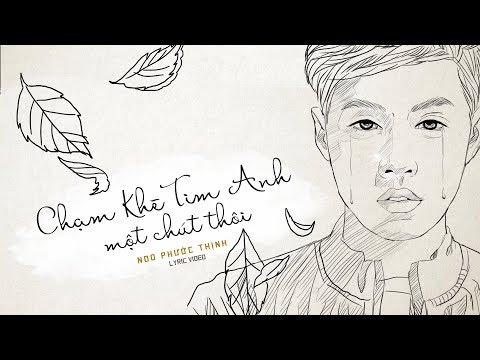 Chạm Khẽ Tim Anh
một chút thôi
NOO PHƯỚC THỊNH
LYRIC VIDEO